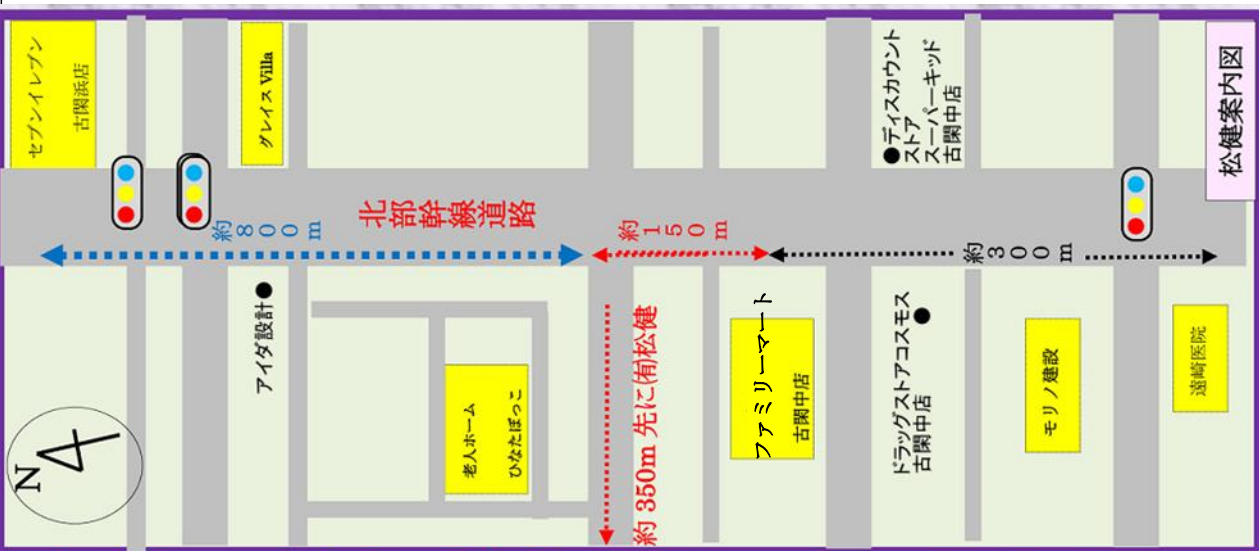 松健案内図
セブンイレブン
古閑浜店
グレイス Villa
●ディスカウント
ストア
スーパーキッド
古閑中店
北部幹線道路
約800m
約150m
約300m
アイダ設計●
老人ホーム
ひなたぼっこ
約 350m 先に(有)松健
ファミリーマート
古閑中店
ドラッグストアコスモス
古閑中店
モリノ建設
遠崎医院
N